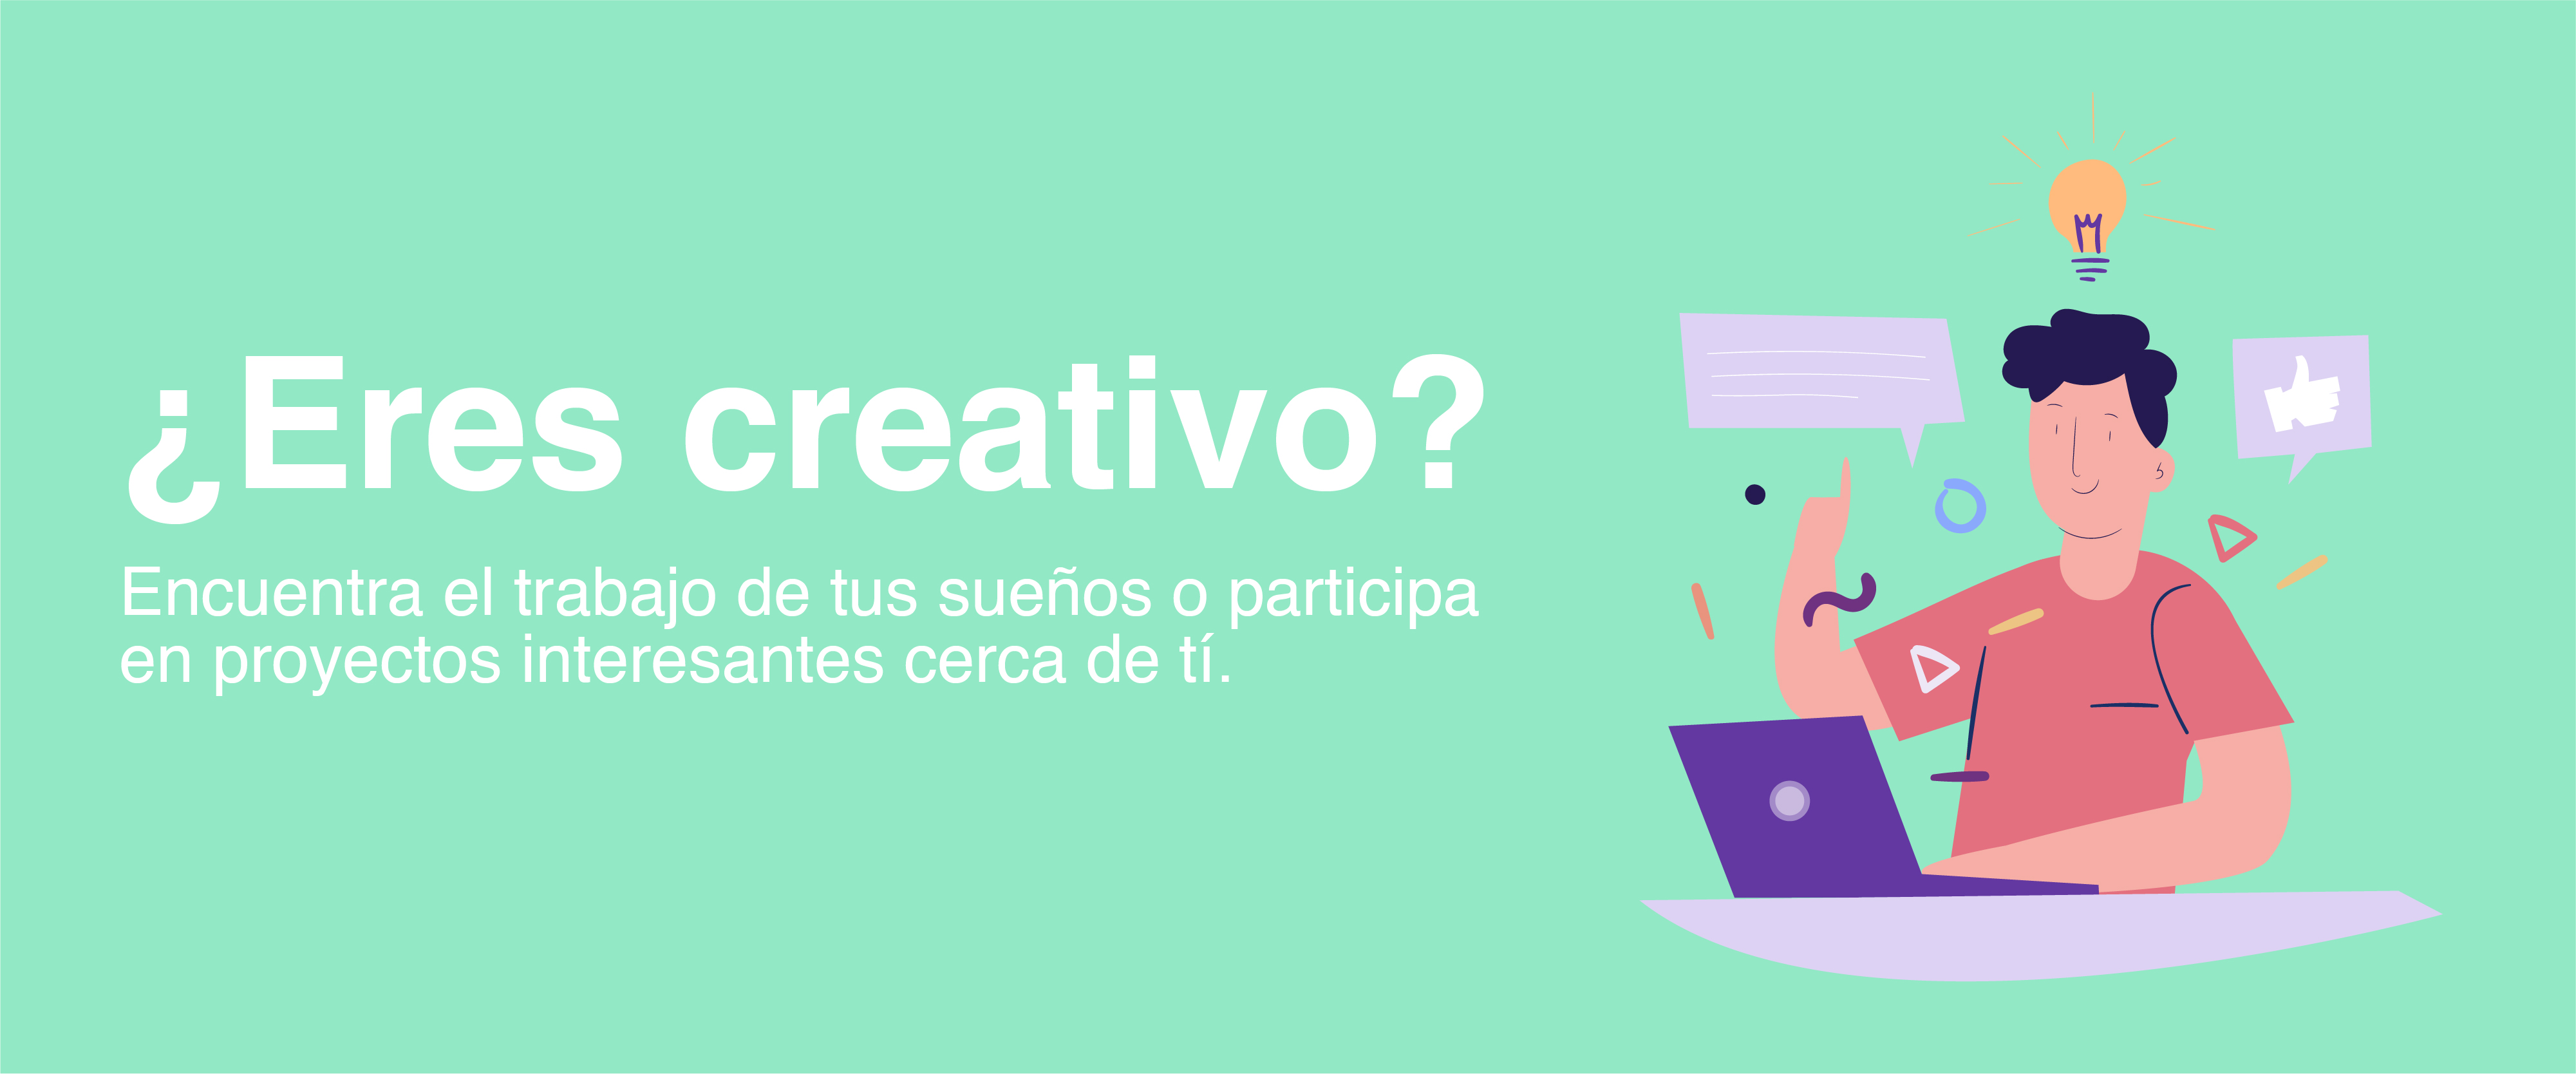 ¿Eres creativo?
Encuentra el trabajo de tus sueños o participa
en proyectos interesantes cerca de tí.